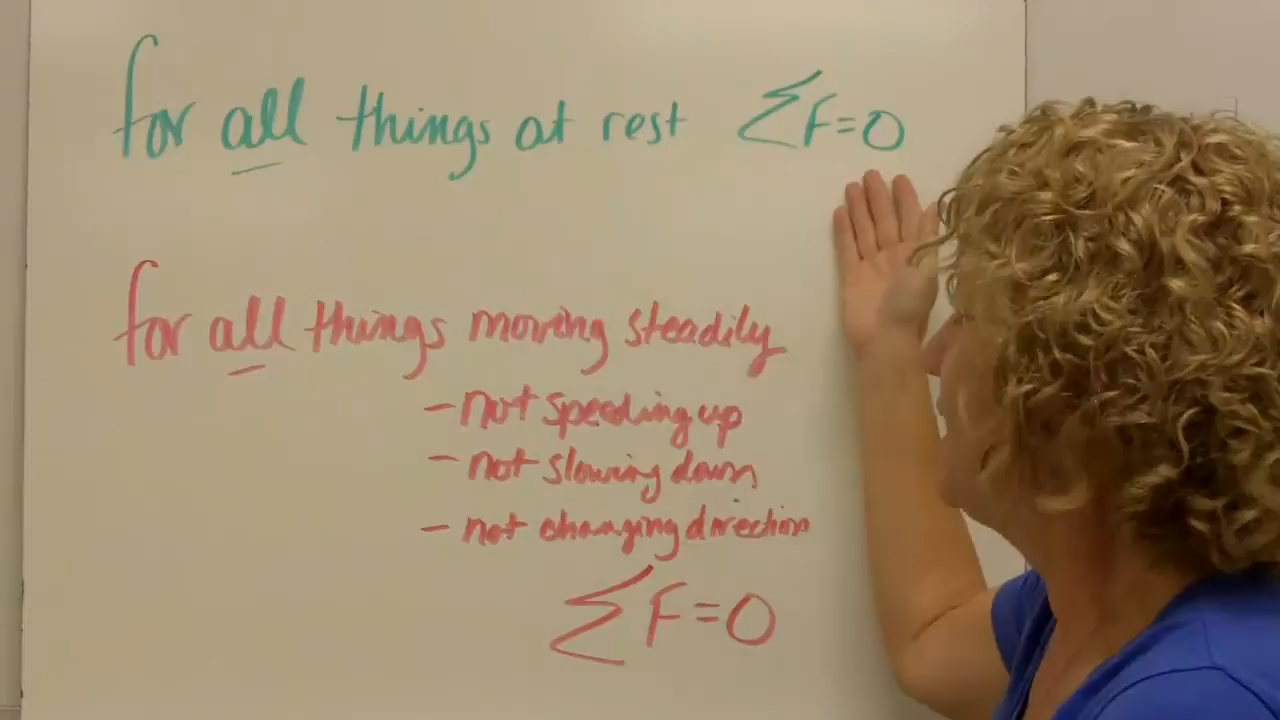 for all things at rest ΣF=0
for all things moving steadily
- not speeding up
- not slowing down
- not changing direction
ΣF=0